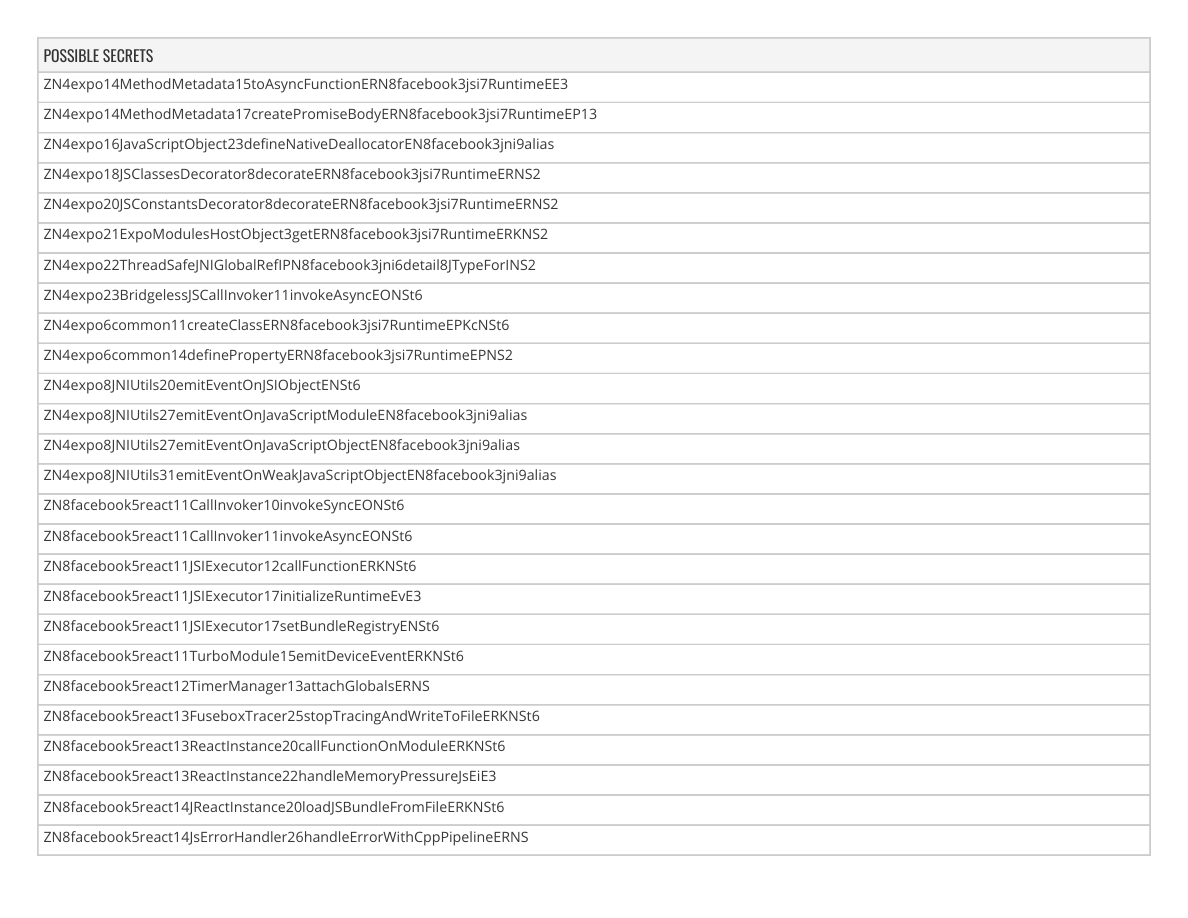 POSSIBLE SECRETS
ZN4expo14MethodMetadata15toAsyncFunctionERN8facebook3jsi7RuntimeEE3
ZN4expo14MethodMetadata17createPromiseBodyERN8facebook3jsi7RuntimeEP13
ZN4expo16JavaScriptObject23defineNativeDeallocatorEN8facebook3jni9alias
ZN4expo18JSClassesDecorator8decorateERN8facebook3jsi7RuntimeERNS2
ZN4expo20JSConstantsDecorator8decorateERN8facebook3jsi7RuntimeERNS2
ZN4expo21ExpoModulesHostObject3getERN8facebook3jsi7RuntimeERKNS2
ZN4expo22ThreadSafeJNIGlobalRefIPN8facebook3jni6detail8JTypeForINS2
ZN4expo23BridgelessJSCallInvoker11invokeAsyncEONSt6
ZN4expo6common11createClassERN8facebook3jsi7RuntimeEPKcNSt6
ZN4expo6common14definePropertyERN8facebook3jsi7RuntimeEPNS2
ZN4expo8JNIUtils20emitEventOnJSIObjectENSt6
ZN4expo8JNIUtils27emitEventOnJavaScriptModuleEN8facebook3jni9alias
ZN4expo8JNIUtils27emitEventOnJavaScriptObjectEN8facebook3jni9alias
ZN4expo8JNIUtils31emitEventOnWeakJavaScriptObjectEN8facebook3jni9alias
ZN8facebook5react11CallInvoker10invokeSyncEONSt6
ZN8facebook5react11CallInvoker11invokeAsyncEONSt6
ZN8facebook5react11JSIExecutor12callFunctionERKNSt6
ZN8facebook5react11JSIExecutor17initializeRuntimeEvE3
ZN8facebook5react11JSIExecutor17setBundleRegistryENSt6
ZN8facebook5react11TurboModule15emitDeviceEventERKNSt6
ZN8facebook5react12TimerManager13attachGlobalsERNS
ZN8facebook5react13FuseboxTracer25stopTracingAndWriteToFileERKNSt6
ZN8facebook5react13ReactInstance20callFunctionOnModuleERKNSt6
ZN8facebook5react13ReactInstance22handleMemoryPressureJsEiE3
ZN8facebook5react14JReactInstance20loadJSBundleFromFileERKNSt6
ZN8facebook5react14JsErrorHandler26handleErrorWithCppPipelineERNS